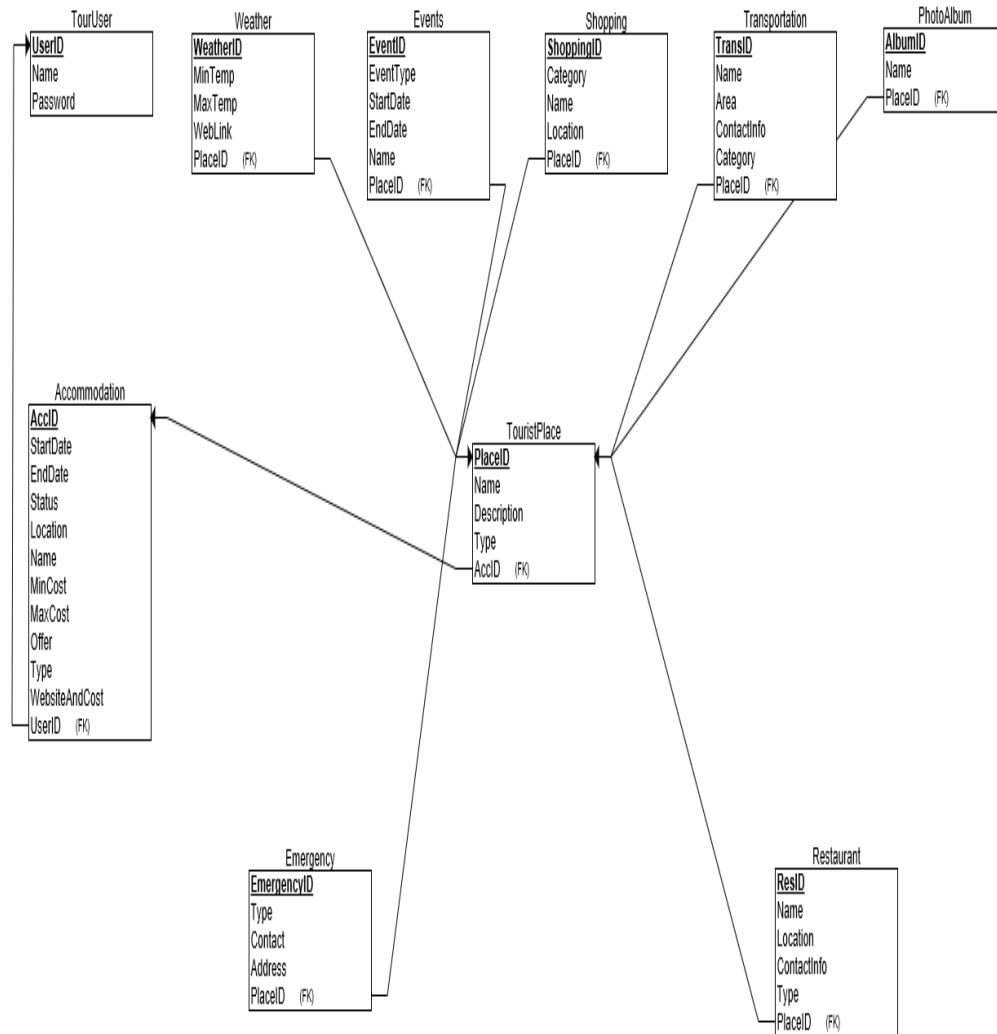 TourUser
UserID
Name
Password
Weather
WeatherID
MinTemp
MaxTemp
WebLink
PlaceID (FK)
Events
EventID
EventType
StartDate
EndDate
Name
PlaceID (FK)
Shopping
ShoppingID
Category
Name
Location
PlaceID (FK)
Transportation
TransID
Name
Area
ContactInfo
Category
PlaceID (FK)
PhotoAlbum
AlbumID
Name
PlaceID (FK)
Accommodation
AccID
StartDate
EndDate
Status
Location
Name
MinCost
MaxCost
Offer
Type
WebsiteAndCost
UserID (FK)
TouristPlace
PlaceID
Name
Description
Type
AccID (FK)
Emergency
EmergencyID
Type
Contact
Address
PlaceID (FK)
Restaurant
ResID
Name
Location
ContactInfo
Type
PlaceID (FK)